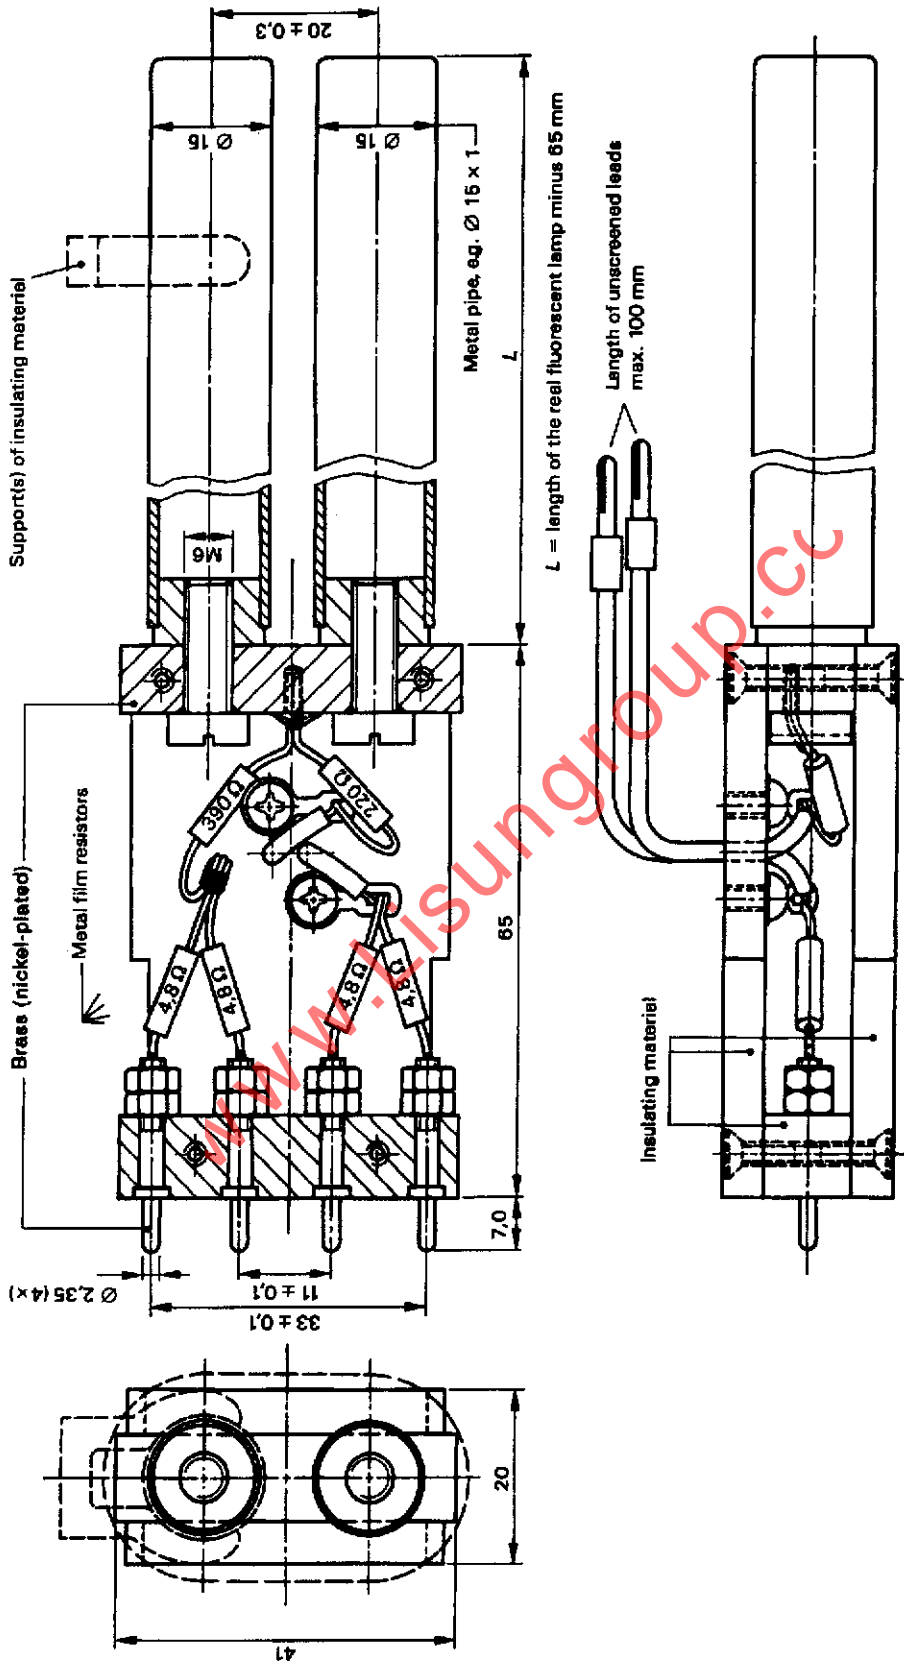 Support(s) of insulating material
20 ± 0,3
Ø 15
Ø 15
M6
Metal pipe, e.g. Ø 15 × 1
L
L = length of the real fluorescent lamp minus 65 mm
Length of unscreened leads
max. 100 mm
Brass (nickel-plated)
Metal film resistors
390 Ω
220 Ω
4,8 Ω
4,8 Ω
4,8 Ω
4,8 Ω
65
7,0
Ø 2,35 (4×)
11 ± 0,1
33 ± 0,1
Insulating material
20
41
www.Lisungroup.cc